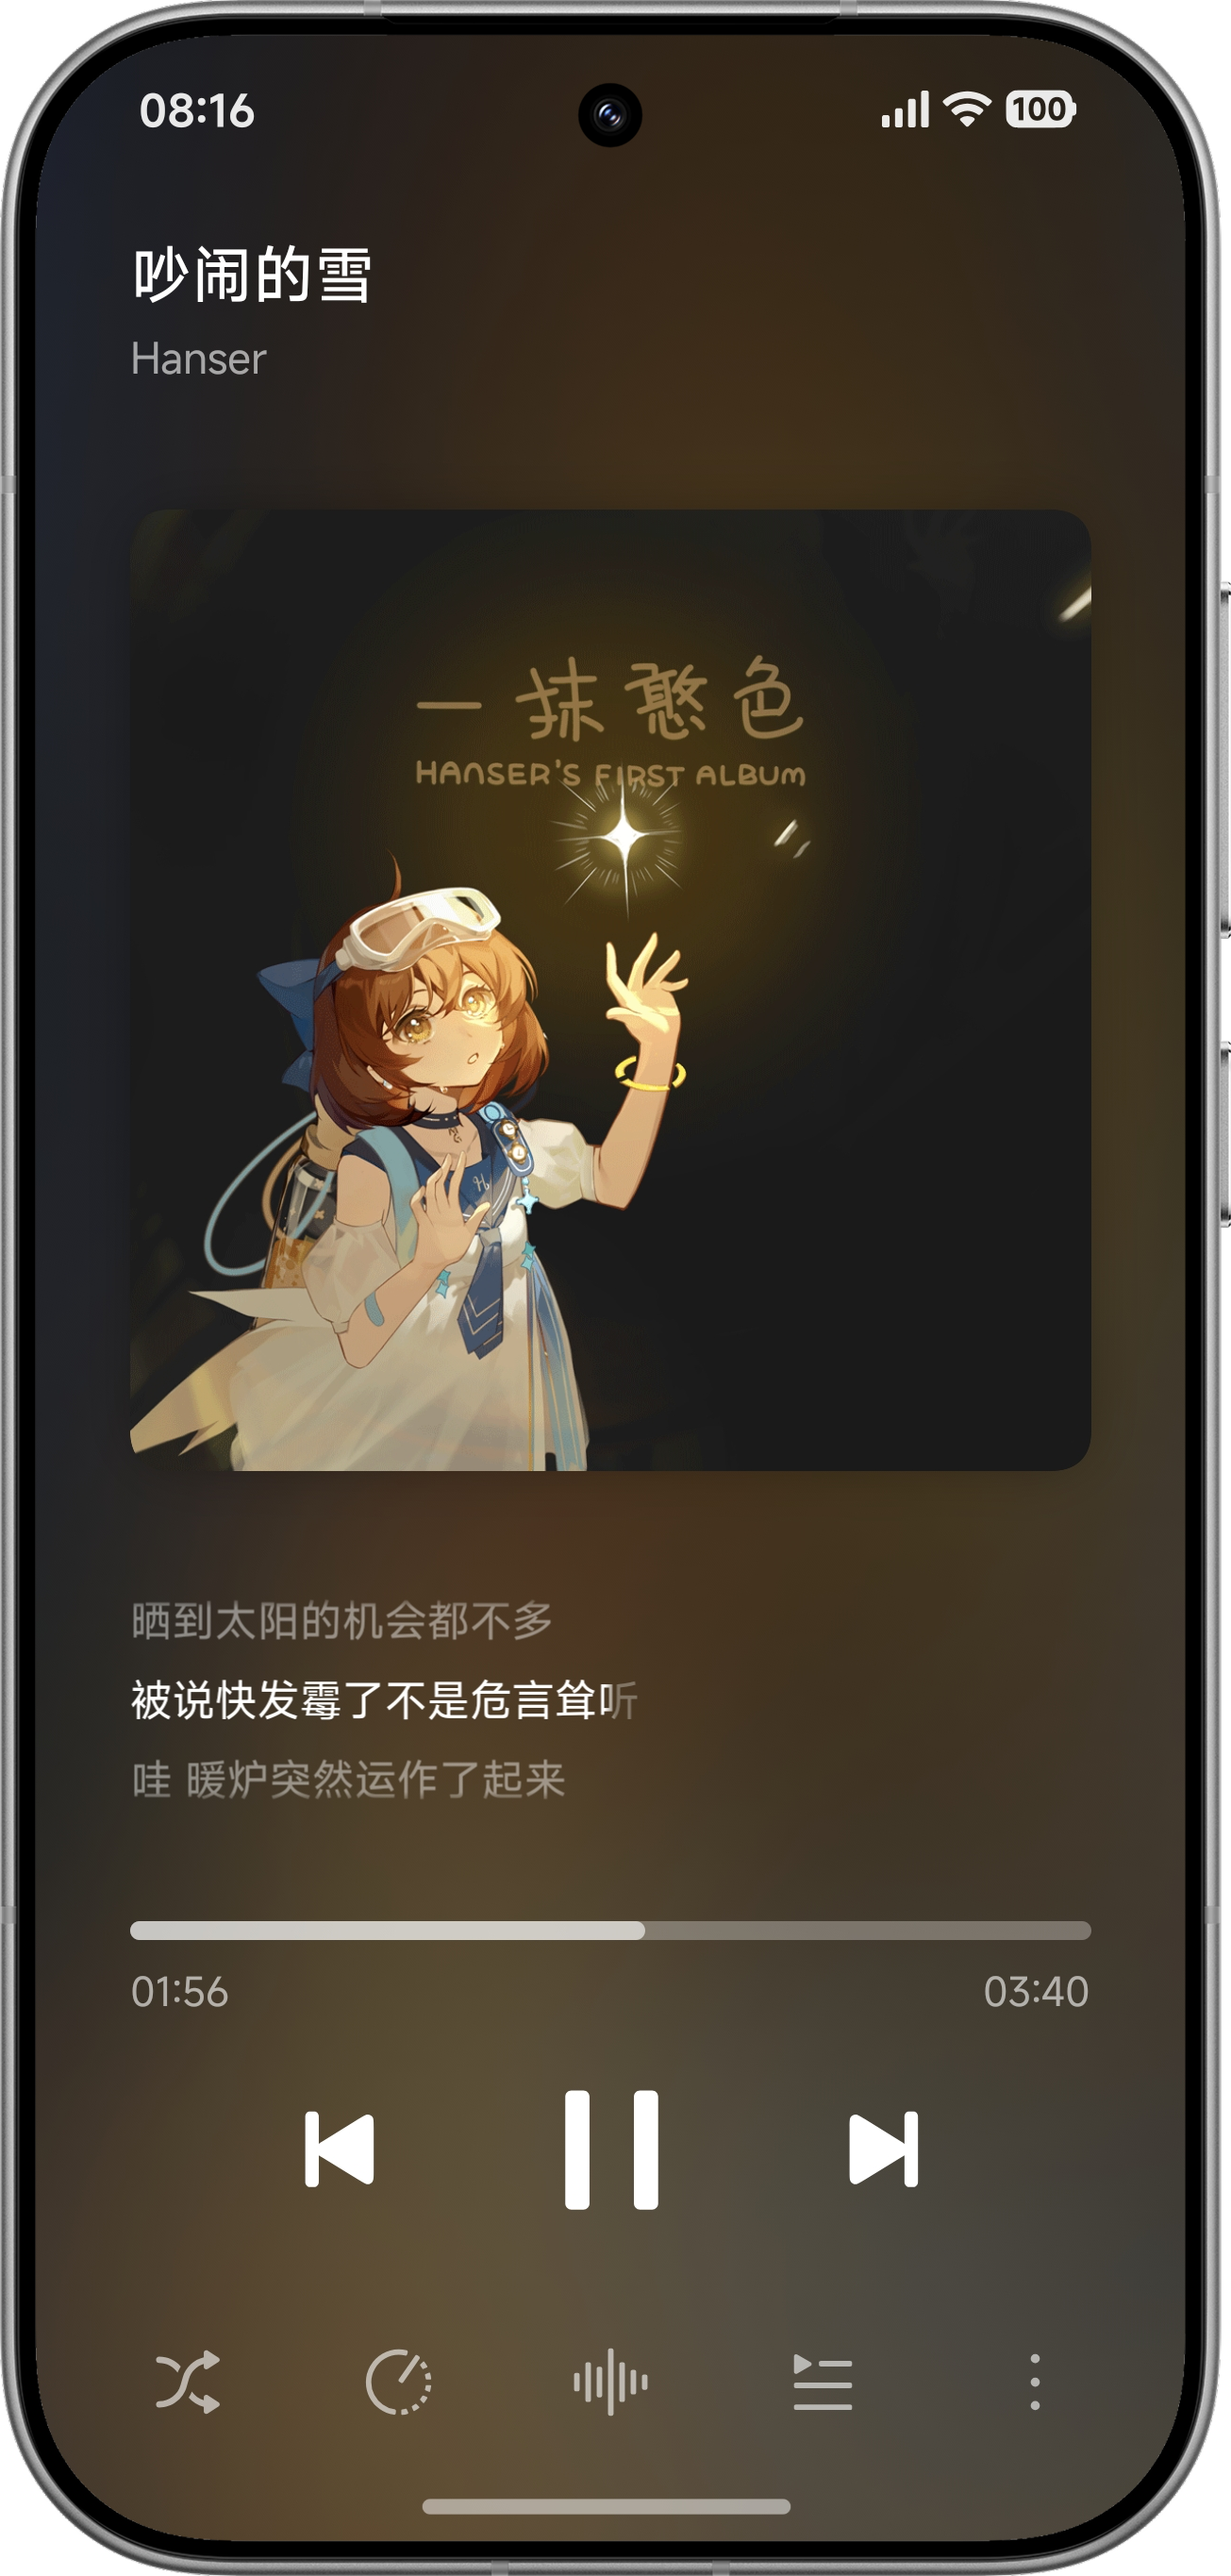 08:16
100
吵闹的雪
Hanser
一抹憨色
HANSER'S FIRST ALBUM
晒到太阳的机会都不多
被说快发霉了不是危言耸听
哇 暖炉突然运作了起来
01:56
03:40